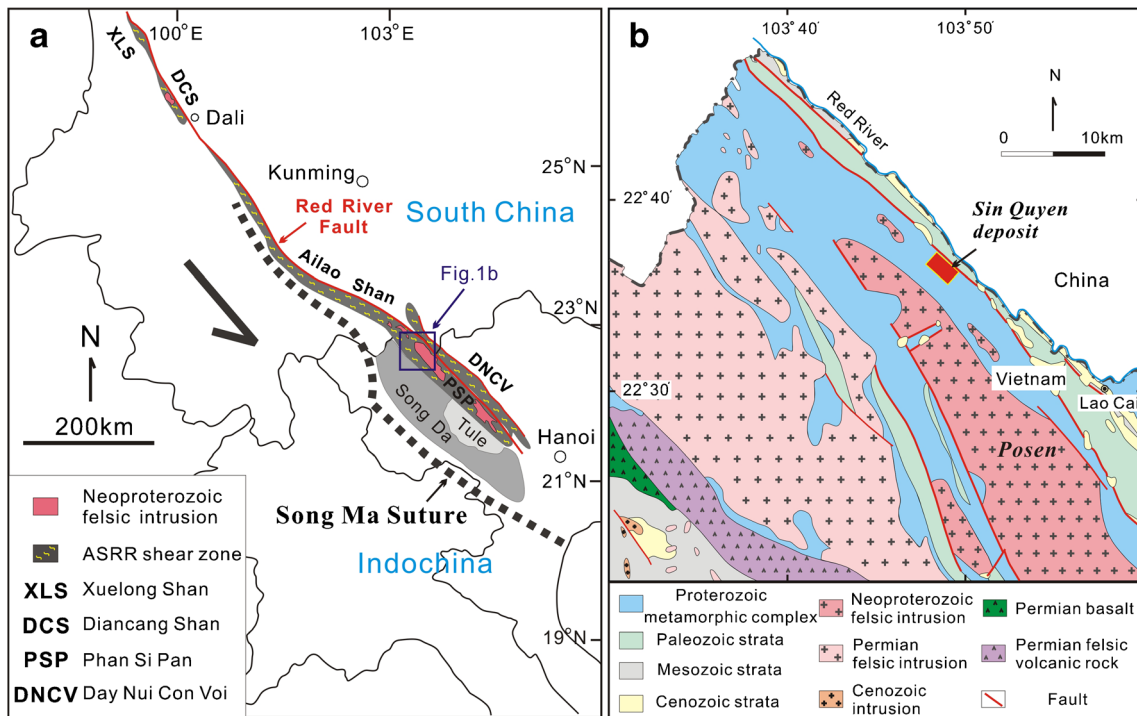 a
100°E
103°E
XLS
DCS
Dali
Kunming
25°N
Red River
Fault
South China
Ailao Shan
Fig.1b
23°N
N
DNCV
PSP
Song Da
Tule
200km
Hanoi
21°N
Song Ma Suture
Indochina
19°N
Neoproterozoic
felsic intrusion
ASRR shear zone
XLS Xuelong Shan
DCS Diancang Shan
PSP Phan Si Pan
DNCV Day Nui Con Voi
b
103°40'
103°50'
Red River
N
0 10km
22°40'
Sin Quyen
deposit
China
22°30'
Vietnam
Lao Cai
Posen
Proterozoic
metamorphic complex
Paleozoic strata
Mesozoic strata
Cenozoic strata
Neoproterozoic
felsic intrusion
Permian
felsic intrusion
Cenozoic
intrusion
Permian basalt
Permian felsic
volcanic rock
Fault